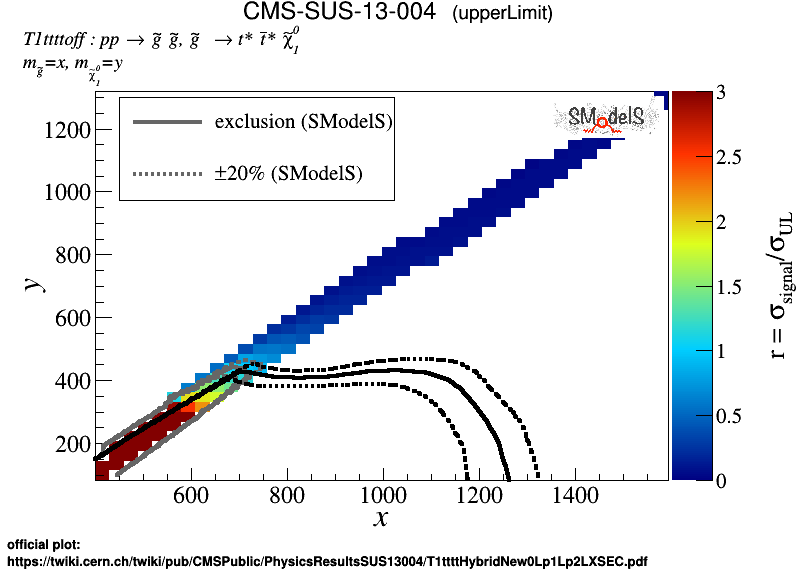 CMS-SUS-13-004 (upperLimit)
T1ttttoff : pp → g̃ g̃, g̃ → t* t̄* χ̃₁⁰
m_g̃=x, m_χ̃₁⁰=y
exclusion (SModelS)
±20% (SModelS)
SModelS
1200
1000
800
600
400
200
y
600
800
1000
1200
1400
x
3
2.5
2
1.5
1
0.5
0
r = σ_signal/σ_UL
official plot:
https://twiki.cern.ch/twiki/pub/CMSPublic/PhysicsResultsSUS13004/T1ttttHybridNew0Lp1Lp2LXSEC.pdf